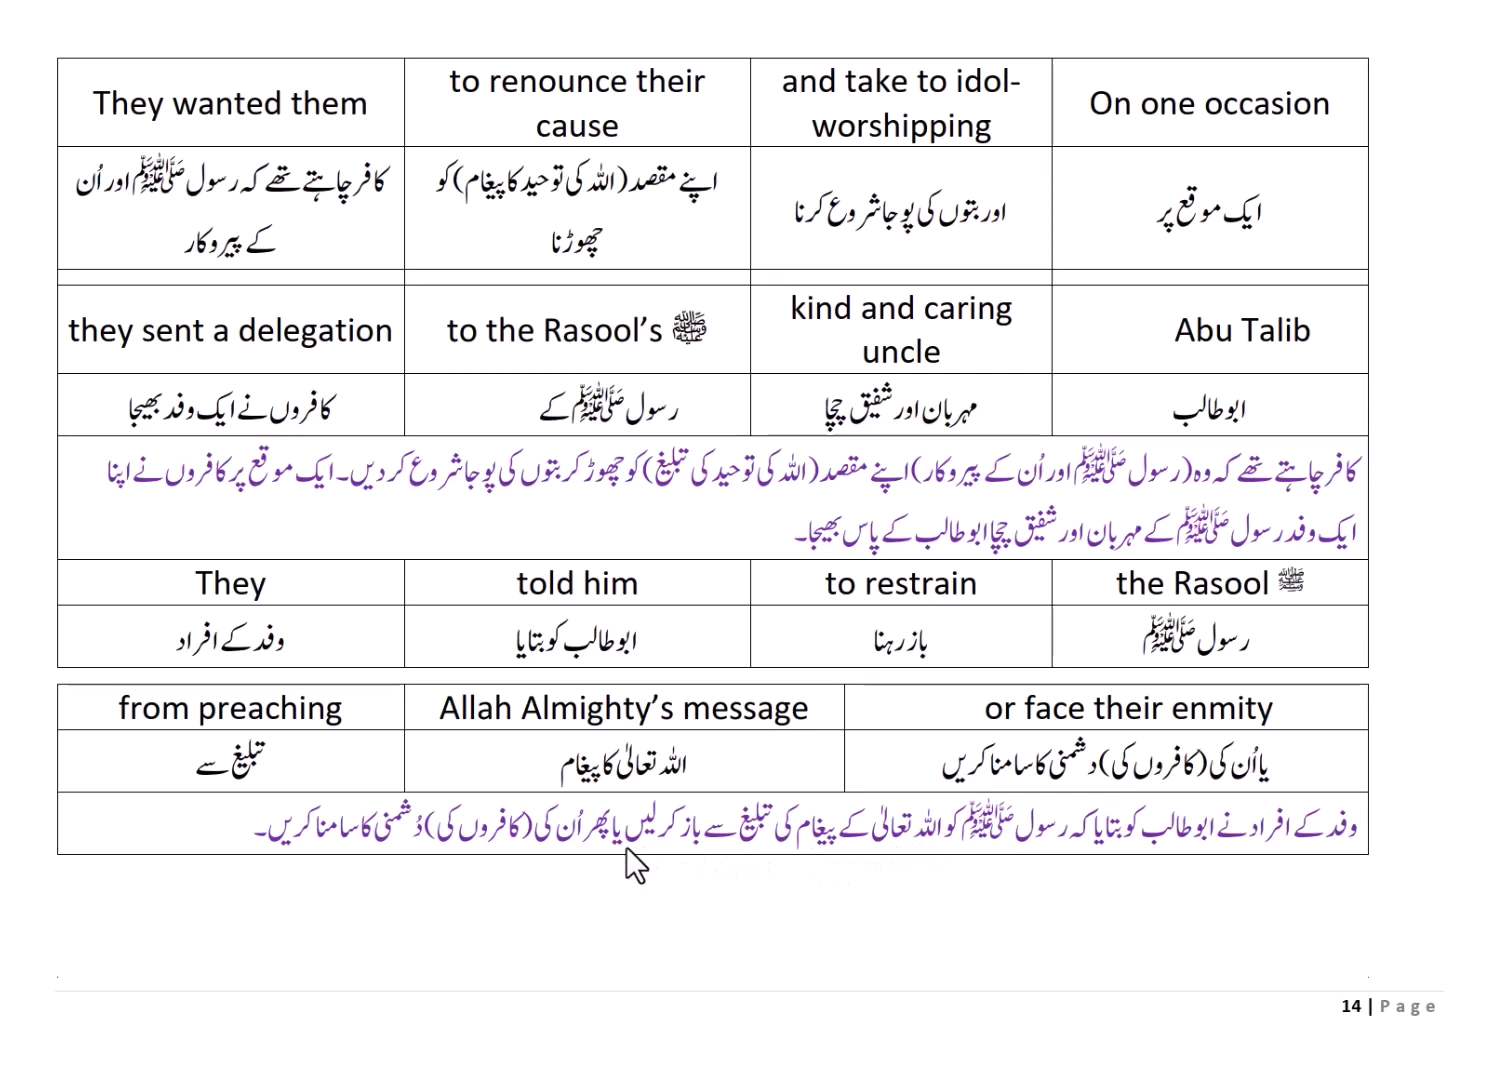 They wanted them
to renounce their
cause
and take to idol-
worshipping
On one occasion
کافر چاہتے تھے کہ رسول ﷺ اور اُن
کے پیروکار
اپنے مقصد (اللہ کی توحید کا پیغام) کو
چھوڑنا
اور بتوں کی پوجا شروع کرنا
ایک موقع پر
they sent a delegation
to the Rasool’s ﷺ
kind and caring
uncle
Abu Talib
کافروں نے ایک وفد بھیجا
رسول ﷺ کے
مہربان اور شفیق چچا
ابو طالب
کافر چاہتے تھے کہ وہ (رسول ﷺ اور اُن کے پیروکار) اپنے مقصد (اللہ کی توحید کی تبلیغ) کو چھوڑ کر بتوں کی پوجا شروع کر دیں۔ ایک موقع پر کافروں نے اپنا
ایک وفد رسول ﷺ کے مہربان اور شفیق چچا ابو طالب کے پاس بھیجا۔
They
told him
to restrain
the Rasool ﷺ
وفد کے افراد
ابو طالب کو بتایا
باز رہنا
رسول ﷺ
from preaching
Allah Almighty’s message
or face their enmity
تبلیغ سے
اللہ تعالیٰ کا پیغام
یا اُن کی (کافروں کی) دشمنی کا سامنا کریں
وفد کے افراد نے ابو طالب کو بتایا کہ رسول ﷺ کو اللہ تعالیٰ کے پیغام کی تبلیغ سے باز کر لیں یا پھر اُن کی (کافروں کی) دُشمنی کا سامنا کریں۔
14 | Page